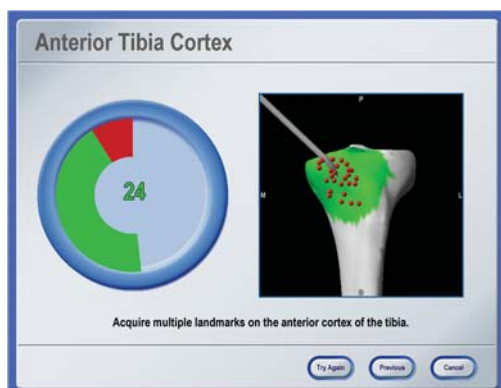 Anterior Tibia Cortex
24
P
M
L
D
Acquire multiple landmarks on the anterior cortex of the tibia.
Try Again
Previous
Cancel